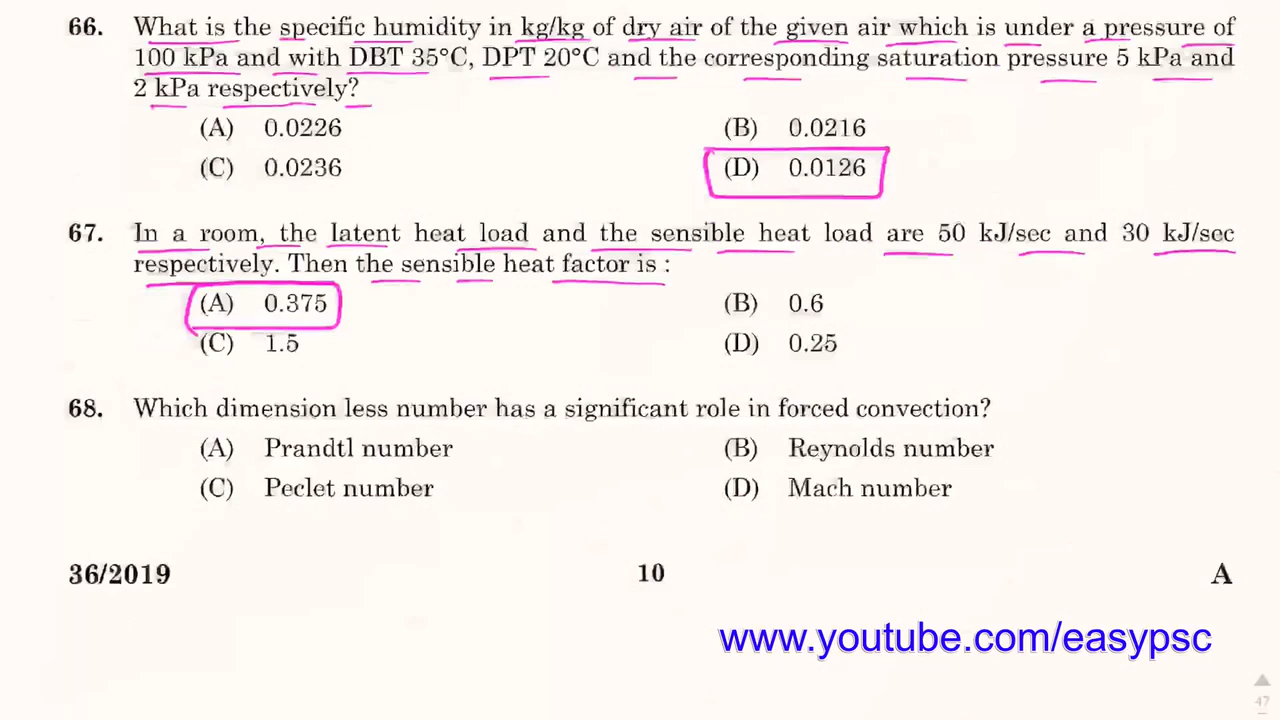 66. What is the specific humidity in kg/kg of dry air of the given air which is under a pressure of
100 kPa and with DBT 35°C, DPT 20°C and the corresponding saturation pressure 5 kPa and
2 kPa respectively?
(A) 0.0226 (B) 0.0216
(C) 0.0236 (D) 0.0126
67. In a room, the latent heat load and the sensible heat load are 50 kJ/sec and 30 kJ/sec
respectively. Then the sensible heat factor is :
(A) 0.375 (B) 0.6
(C) 1.5 (D) 0.25
68. Which dimension less number has a significant role in forced convection?
(A) Prandtl number (B) Reynolds number
(C) Peclet number (D) Mach number
36/2019 10 A
www.youtube.com/easypsc
47